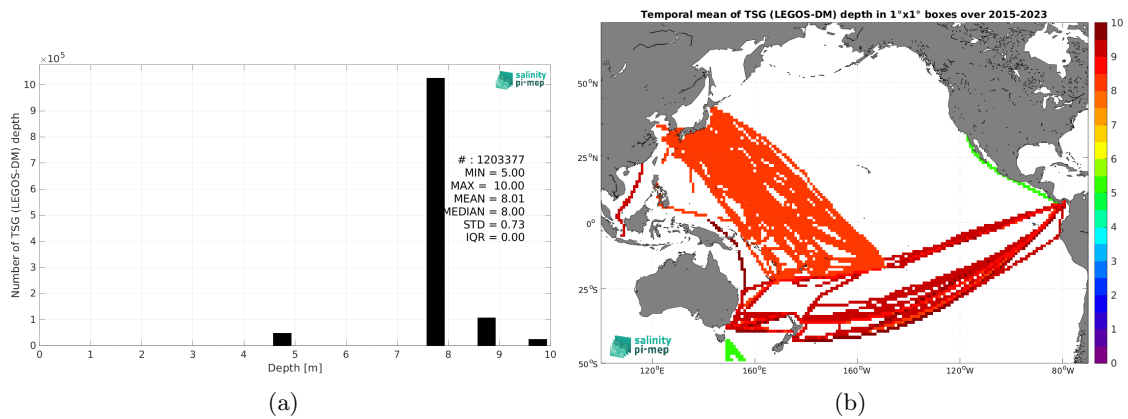 ×10⁵
10
9
8
7
6
5
4
3
2
1
0
Number of TSG (LEGOS-DM) depth
salinity
pi-mep
# : 1203377
MIN = 5.00
MAX = 10.00
MEAN = 8.01
MEDIAN = 8.00
STD = 0.73
IQR = 0.00
0 1 2 3 4 5 6 7 8 9 10
Depth [m]
(a)
Temporal mean of TSG (LEGOS-DM) depth in 1°x1° boxes over 2015-2023
50°N
25°N
0°
25°S
50°S
120°E 160°E 160°W 120°W 80°W
salinity
pi-mep
10
9
8
7
6
5
4
3
2
1
0
(b)